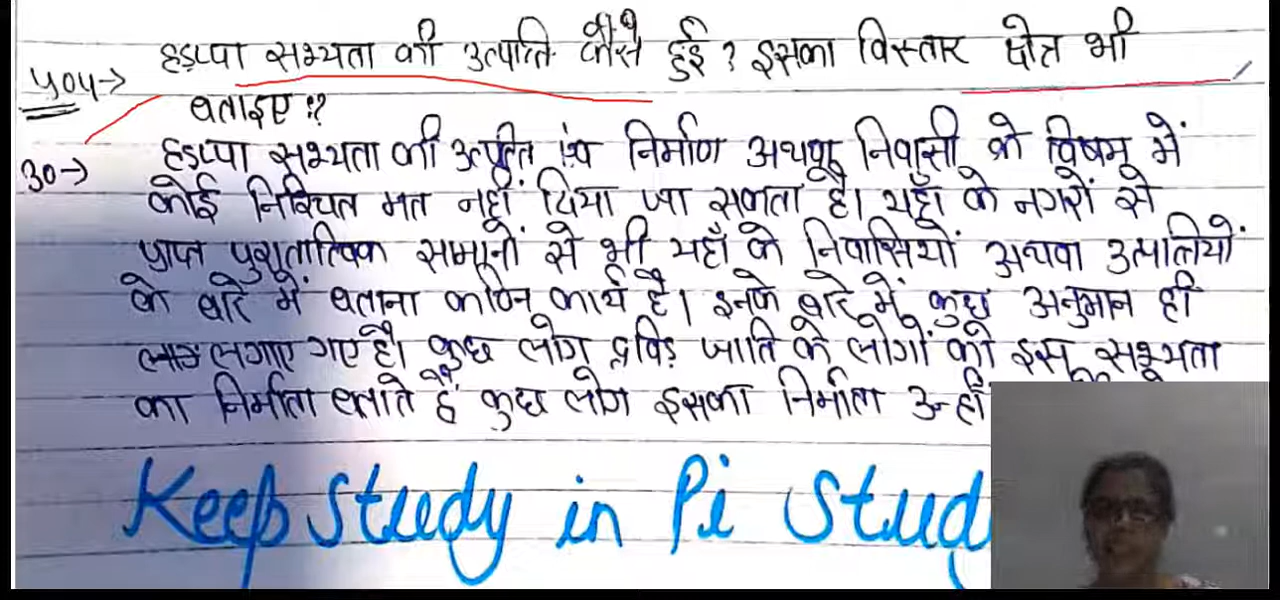 हड़प्पा सभ्यता की उत्पत्ति कैसे हुई? इसका विस्तार क्षेत्र भी
प्र०4→ बताइए !?
उ०→ हड़प्पा सभ्यता की उत्पत्ति एवं निर्माण अथवा निवासी के विषय में
कोई निश्चित मत नहीं दिया जा सकता है। यहाँ के नगरों से
प्राप्त पुरातात्विक सामानों से भी यहाँ के निवासियों अथवा उत्पत्तियों
के बारे में बताना कठिन कार्य है। इनके बारे में कुछ अनुमान ही
लगाए गए है। कुछ लोग द्रविड़ जाति के लोगों को इस सभ्यता
का निर्माता बताते है कुछ लोग इसका निर्माता उन्ही
Keep Study in Pi Stud